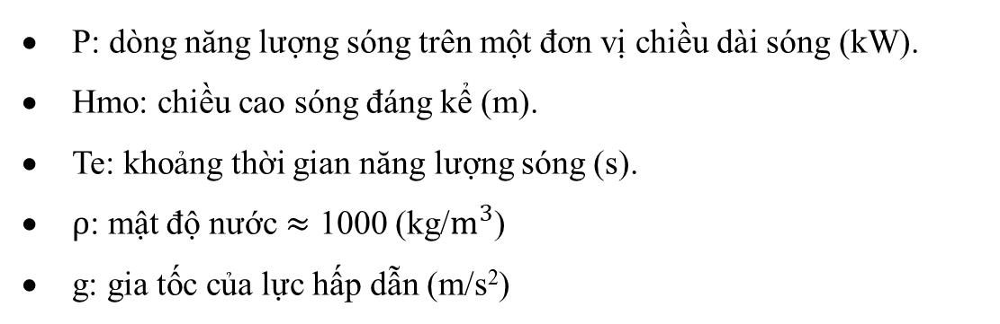 • P: dòng năng lượng sóng trên một đơn vị chiều dài sóng (kW).
• Hmo: chiều cao sóng đáng kể (m).
• Te: khoảng thời gian năng lượng sóng (s).
• ρ: mật độ nước ≈ 1000 (kg/m³)
• g: gia tốc của lực hấp dẫn (m/s²)